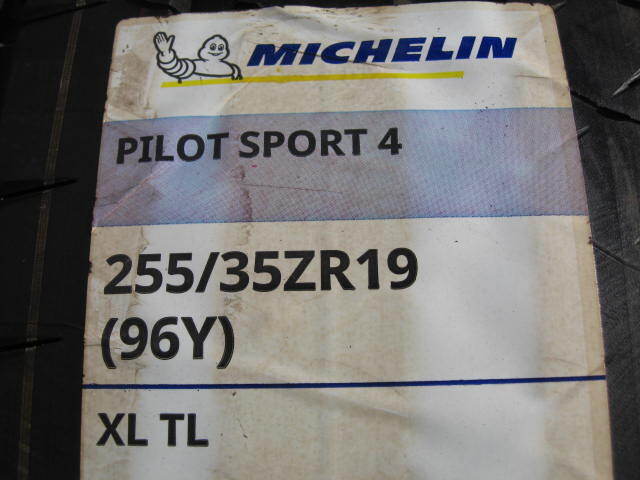 MICHELIN
PILOT SPORT 4
255/35ZR19
(96Y)
XL TL